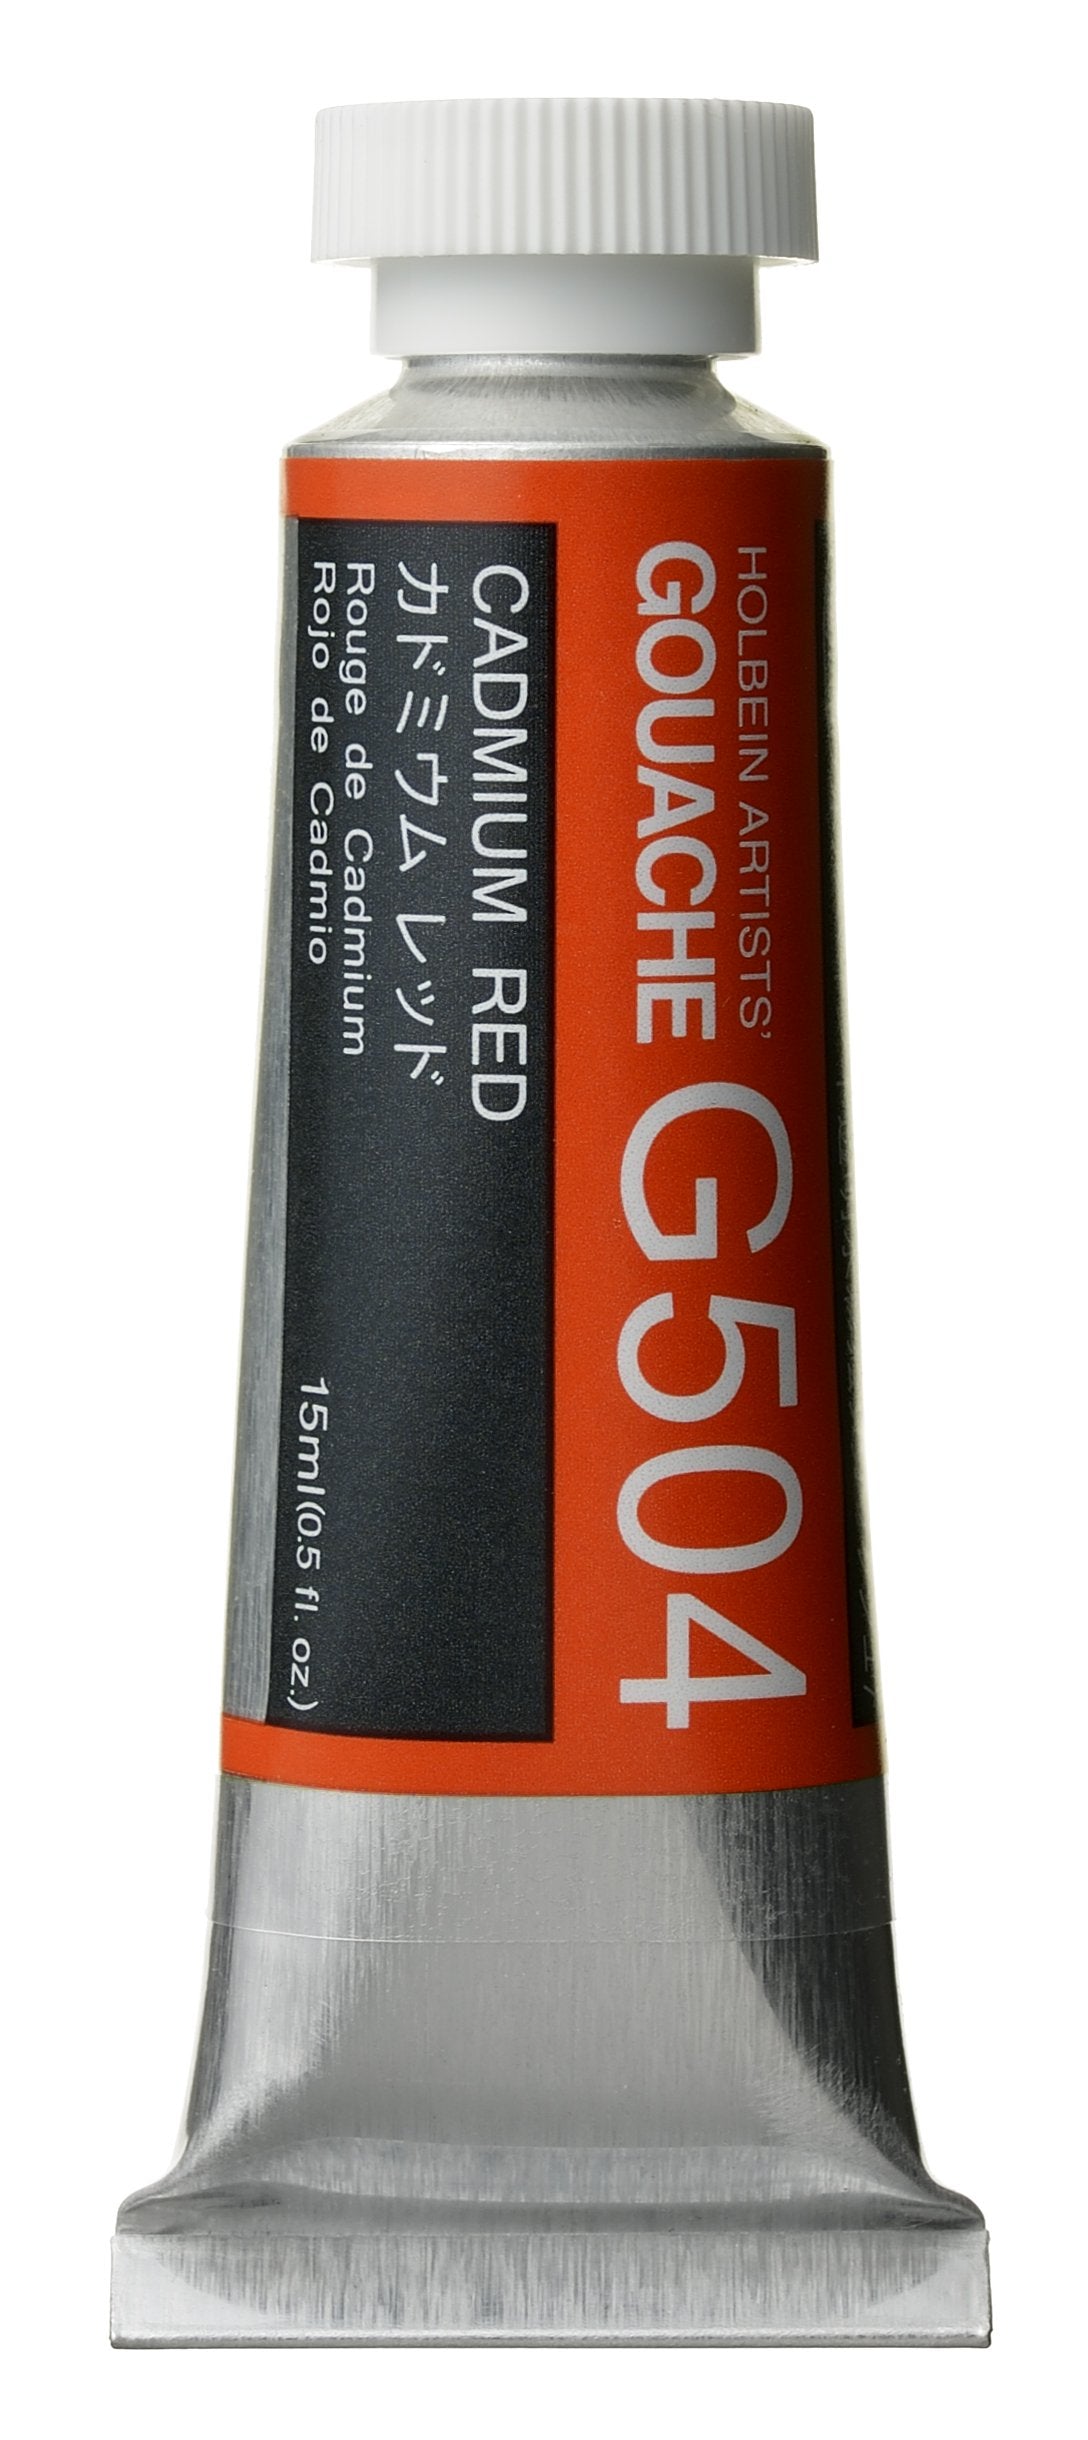 HOLBEIN ARTISTS'
GOUACHE G504
CADMIUM RED
カドミウム レッド
Rouge de Cadmium
Rojo de Cadmio
15ml(0.5 fl. oz.)